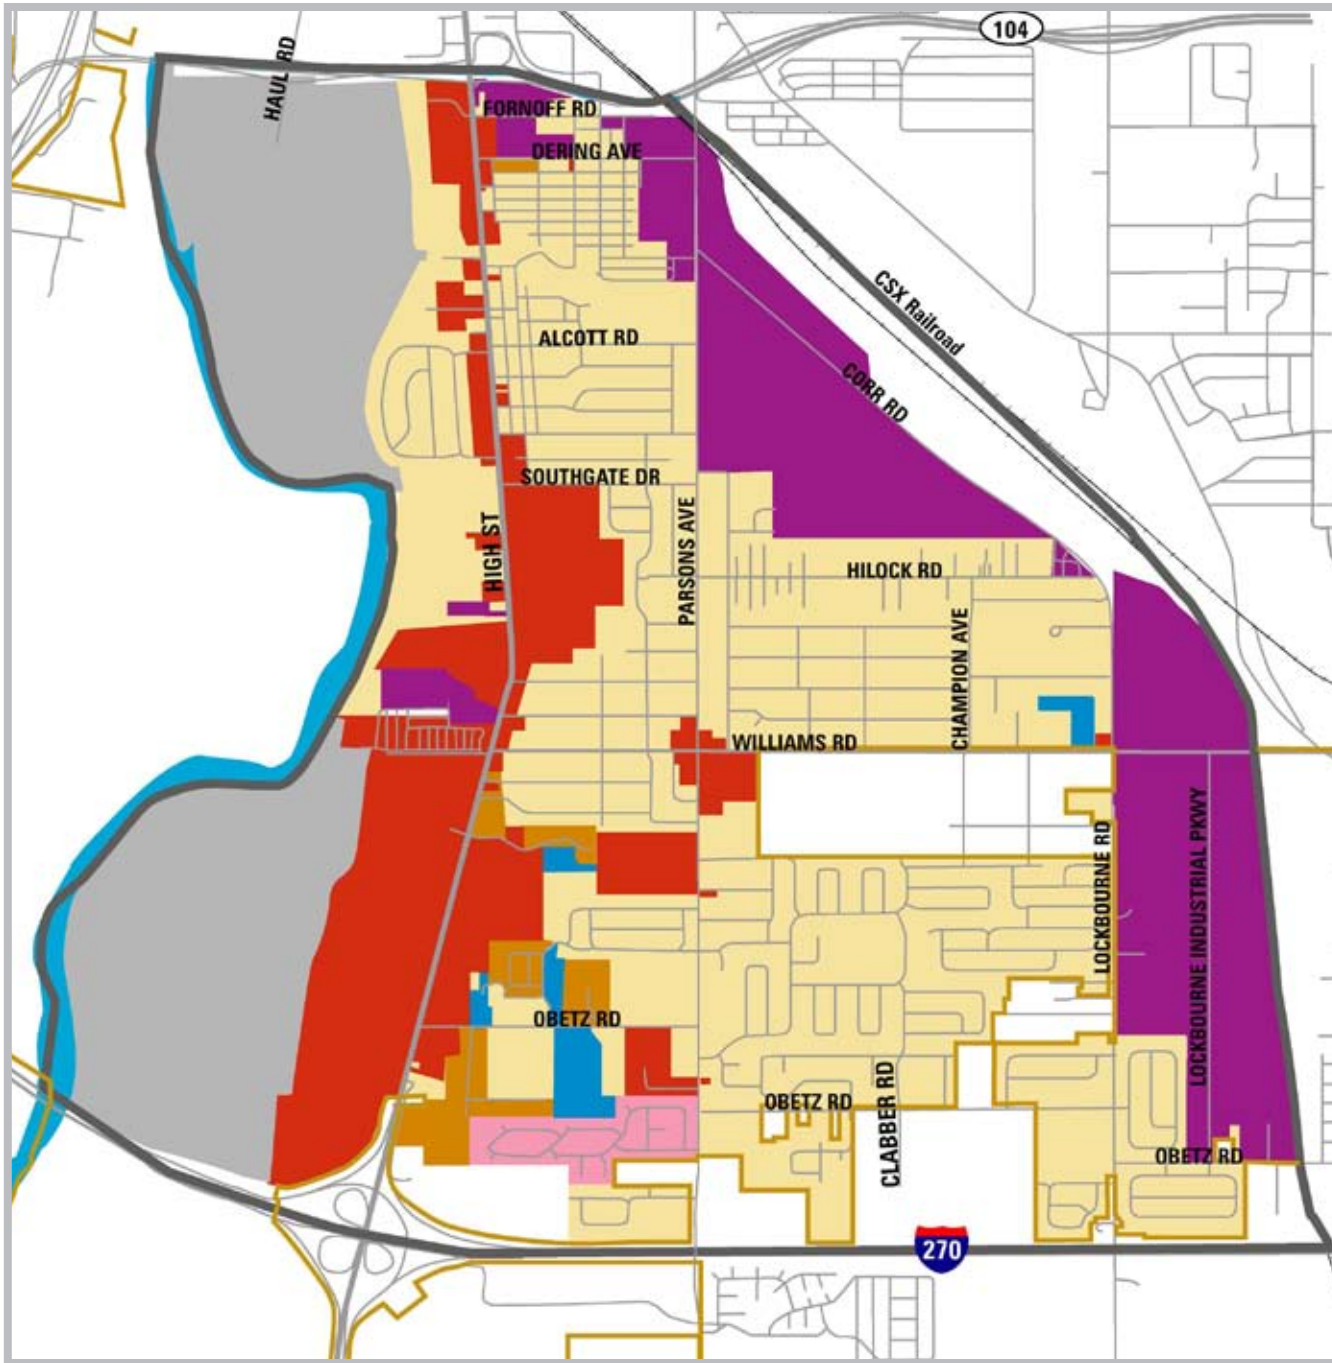 104
HAUL RD
FORNOFF RD
DERING AVE
CSX Railroad
ALCOTT RD
CORR RD
SOUTHGATE DR
HIGH ST
PARSONS AVE
HILOCK RD
CHAMPION AVE
WILLIAMS RD
LOCKBOURNE RD
LOCKBOURNE INDUSTRIAL PKWY
OBETZ RD
CLABBER RD
OBETZ RD
OBETZ RD
270